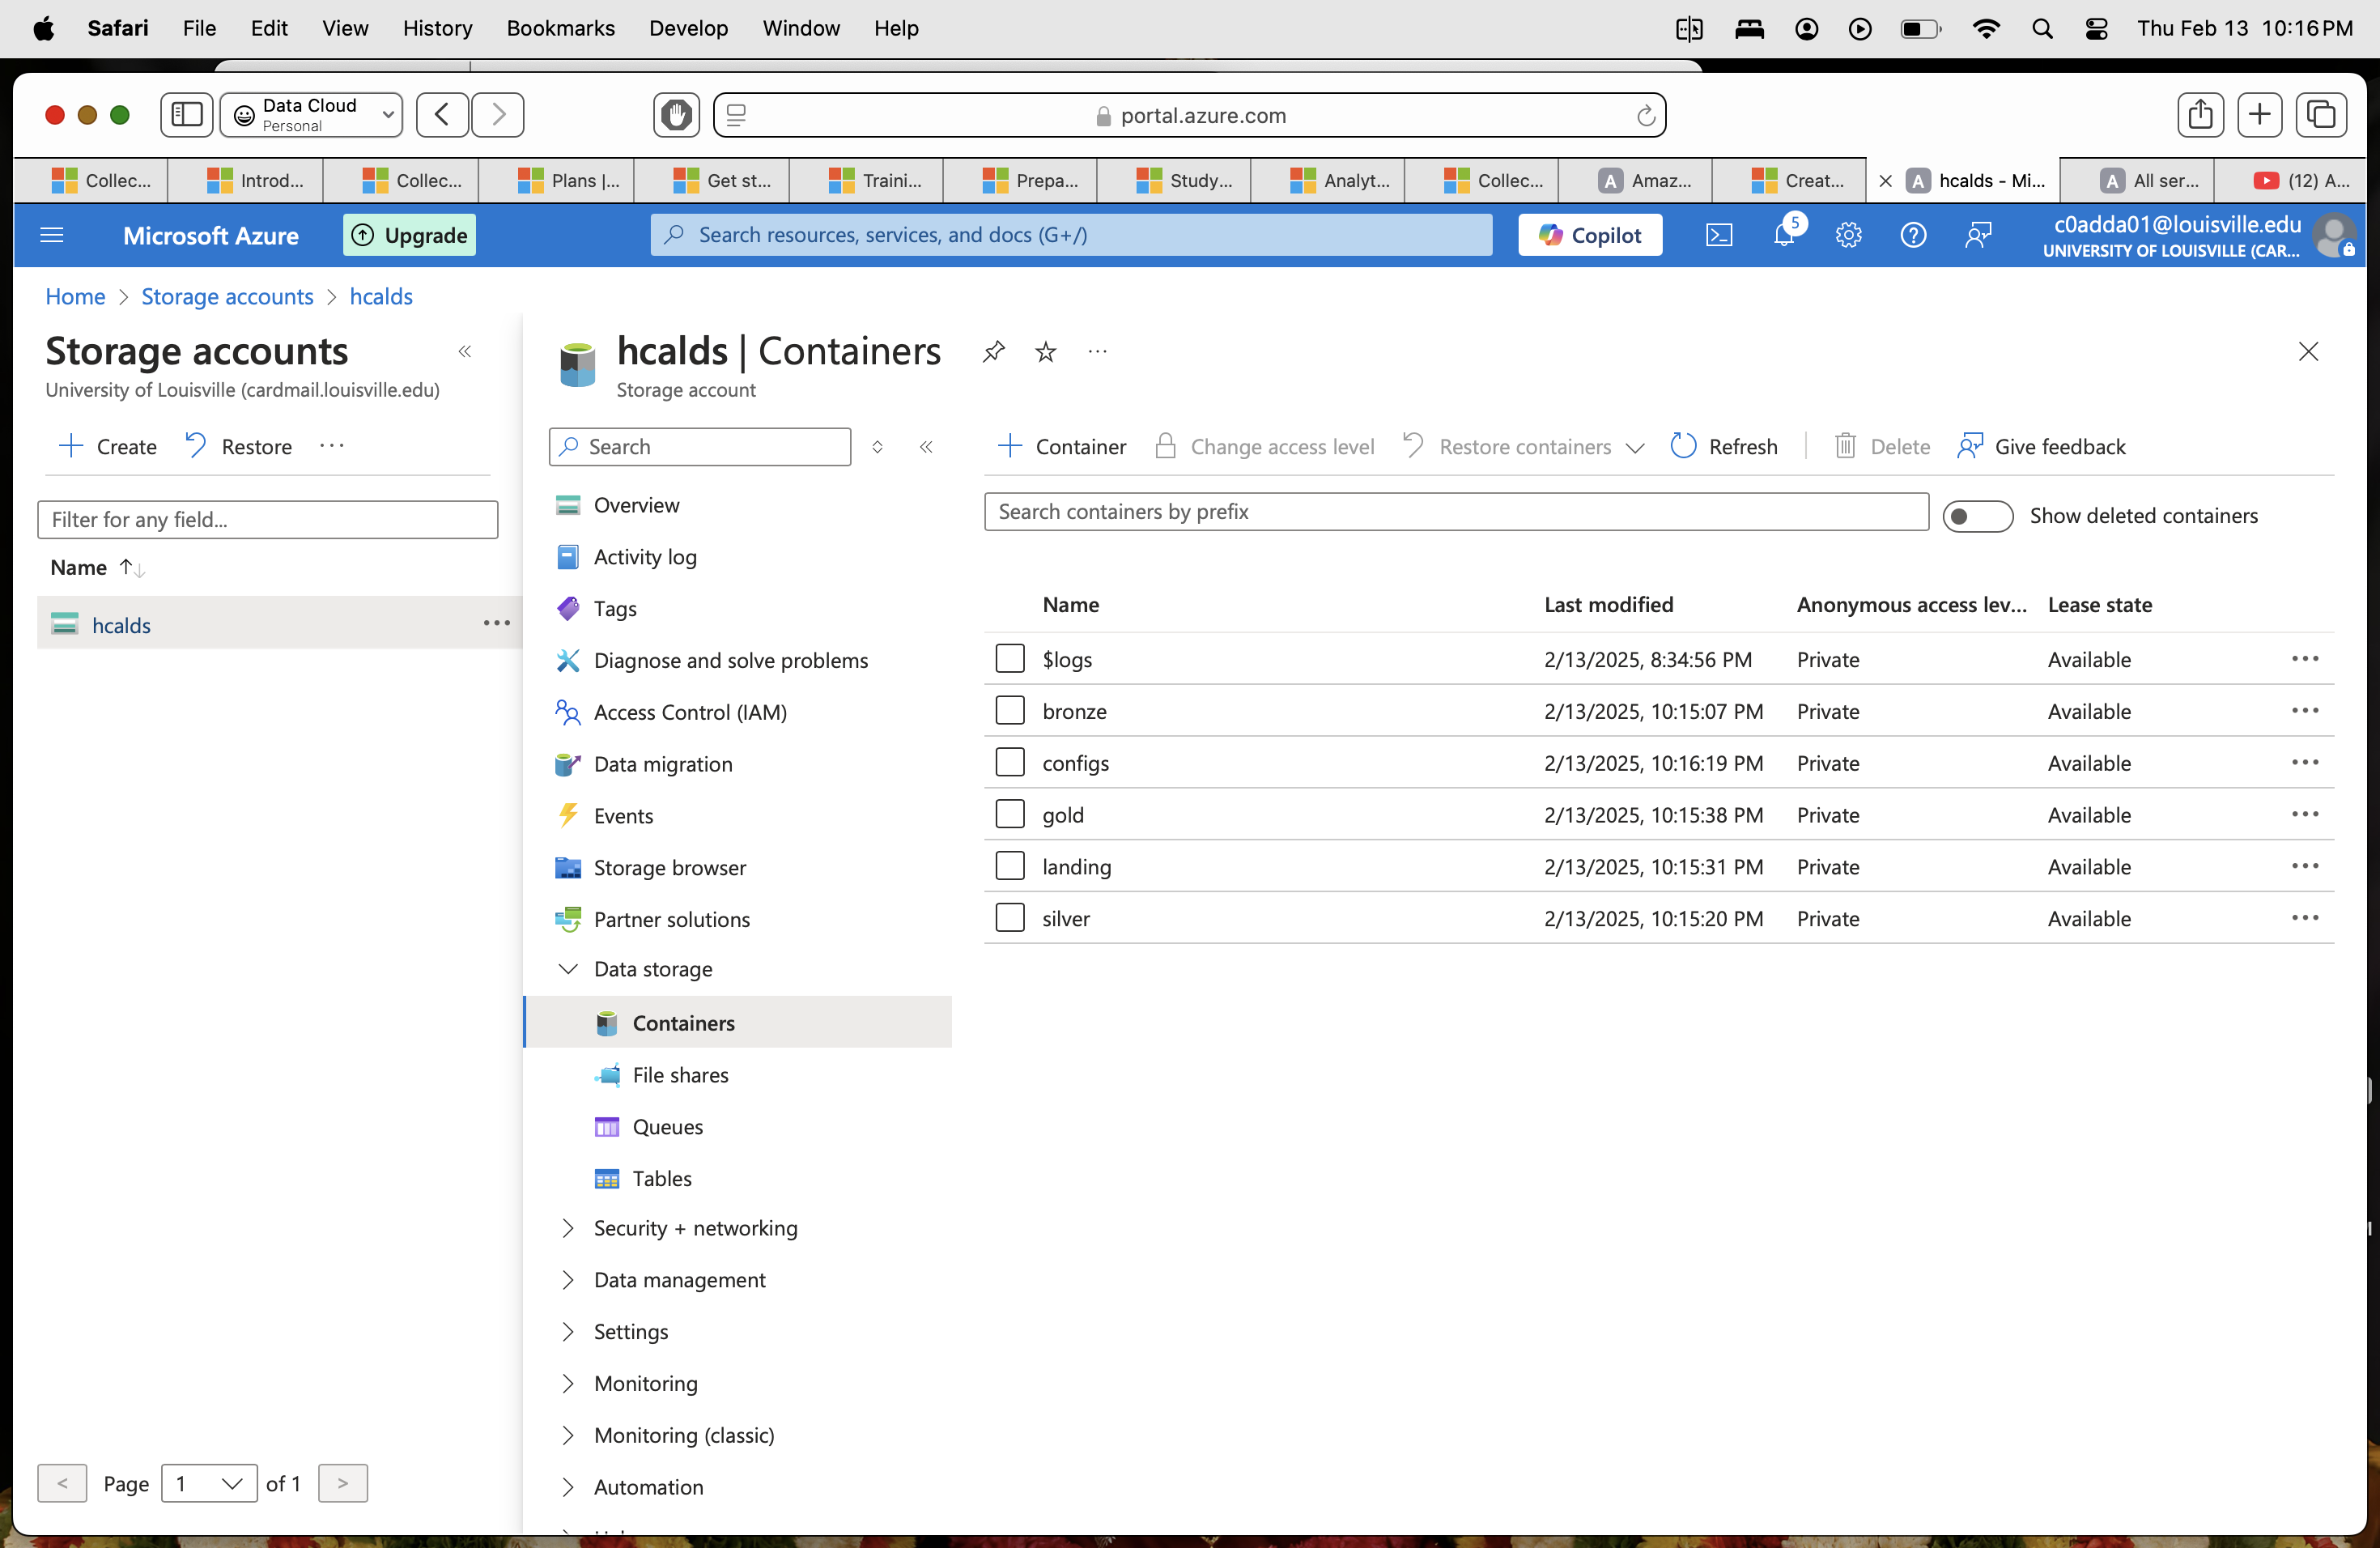 Safari File Edit View History Bookmarks Develop Window Help Thu Feb 13 10:16 PM
Data Cloud
Personal
portal.azure.com
Collec... Introd... Collec... Plans |... Get st... Traini... Prepa... Study... Analyt... Collec... Amaz... Creat... hcalds - Mi... All ser... (12) A...
Microsoft Azure Upgrade Search resources, services, and docs (G+/) Copilot 5 c0adda01@louisville.edu
UNIVERSITY OF LOUISVILLE (CAR...
Home > Storage accounts > hcalds
Storage accounts
University of Louisville (cardmail.louisville.edu)
Create Restore ...
Filter for any field...
Name
hcalds
< Page 1 of 1 >
hcalds | Containers
Storage account
Search
Overview
Activity log
Tags
Diagnose and solve problems
Access Control (IAM)
Data migration
Events
Storage browser
Partner solutions
Data storage
Containers
File shares
Queues
Tables
Security + networking
Data management
Settings
Monitoring
Monitoring (classic)
Automation
Container Change access level Restore containers Refresh Delete Give feedback
Search containers by prefix Show deleted containers
Name Last modified Anonymous access lev... Lease state
$logs 2/13/2025, 8:34:56 PM Private Available
bronze 2/13/2025, 10:15:07 PM Private Available
configs 2/13/2025, 10:16:19 PM Private Available
gold 2/13/2025, 10:15:38 PM Private Available
landing 2/13/2025, 10:15:31 PM Private Available
silver 2/13/2025, 10:15:20 PM Private Available